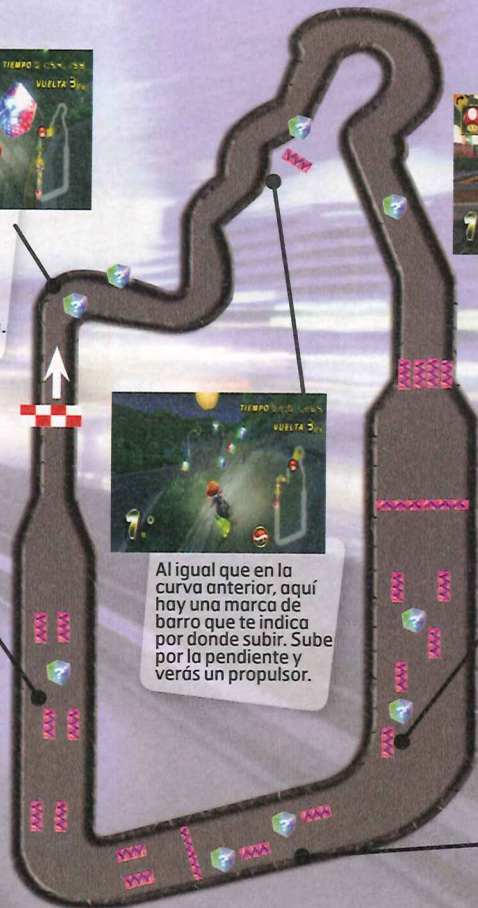 TIEMPO
VUELTA 3
TIEMPO
VUELTA 3
Al igual que en la
curva anterior, aquí
hay una marca de
barro que te indica
por donde subir. Sube
por la pendiente y
verás un propulsor.